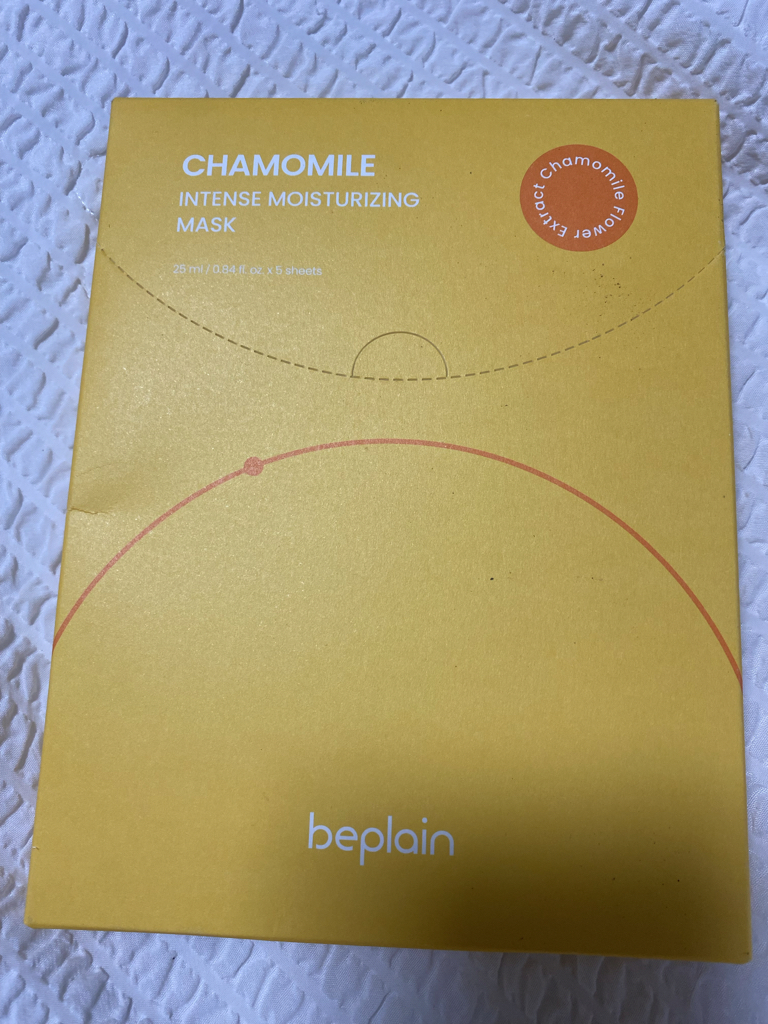 CHAMOMILE
INTENSE MOISTURIZING
MASK
25 ml / 0.84 fl. oz. x 5 sheets
Chamomile Flower Extract
beplain